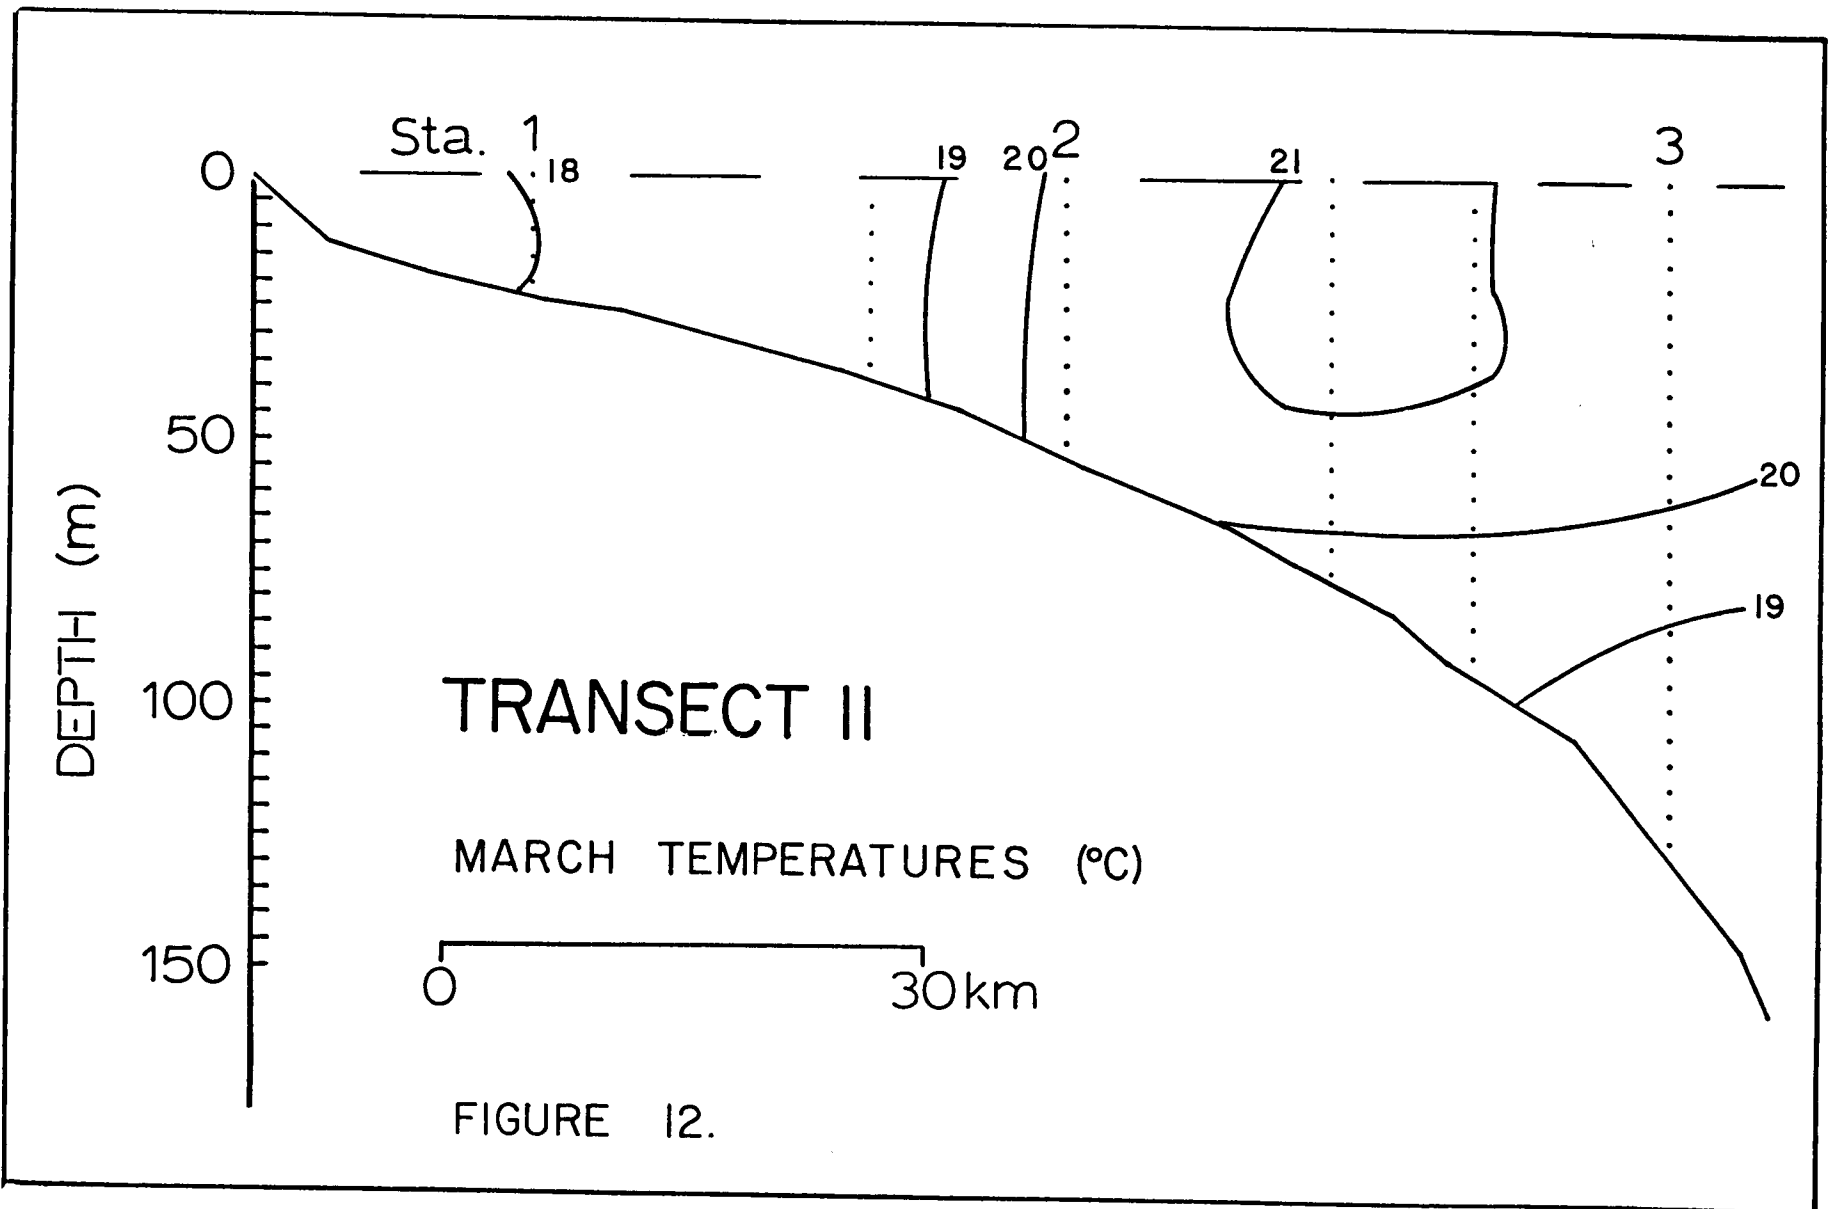 Sta. 1 2 3
0 18 19 20 21
50
20
19
DEPTH (m)
100
TRANSECT II
MARCH TEMPERATURES (°C)
150
0 30km
FIGURE 12.